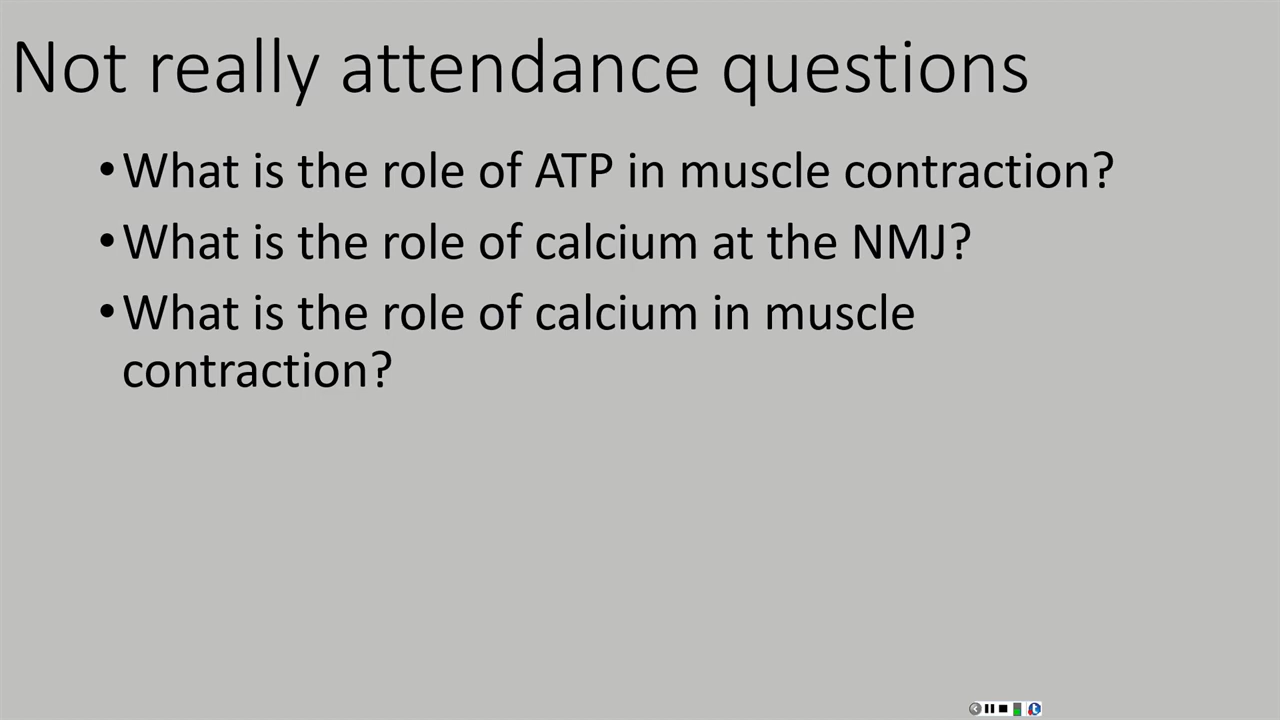 Not really attendance questions
•What is the role of ATP in muscle contraction?
•What is the role of calcium at the NMJ?
•What is the role of calcium in muscle
contraction?